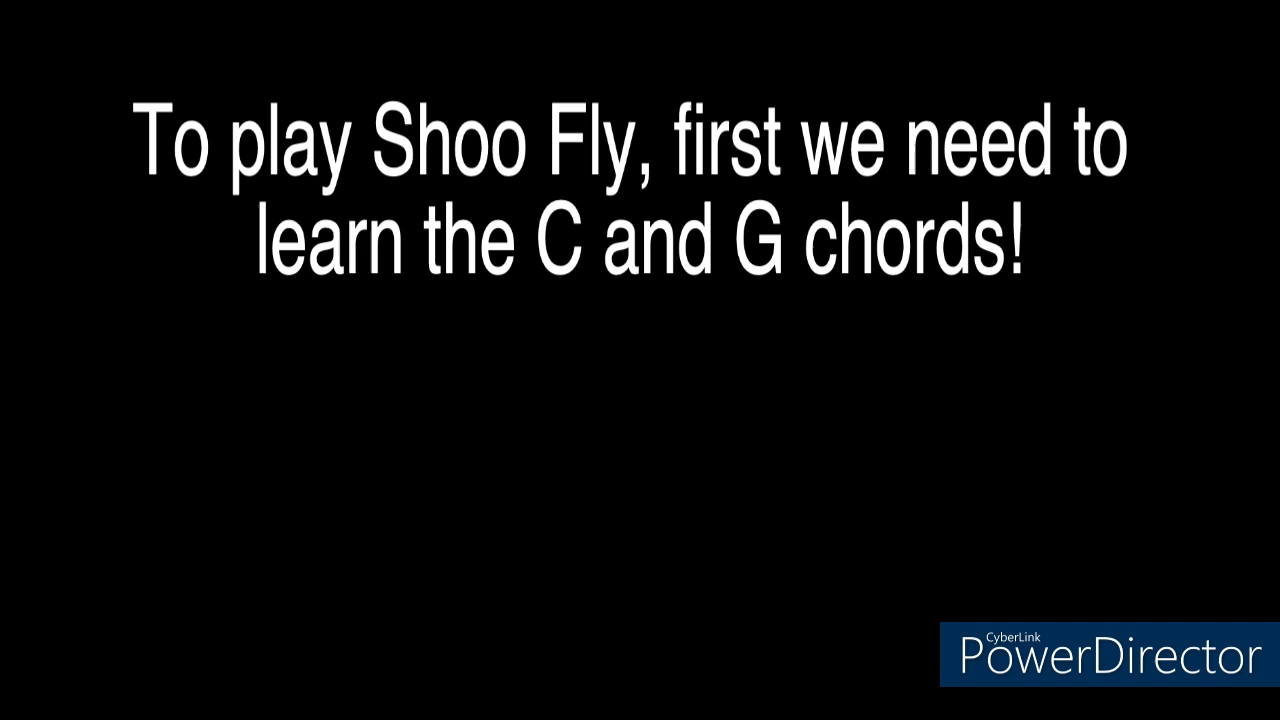 To play Shoo Fly, first we need to
learn the C and G chords!
CyberLink
PowerDirector